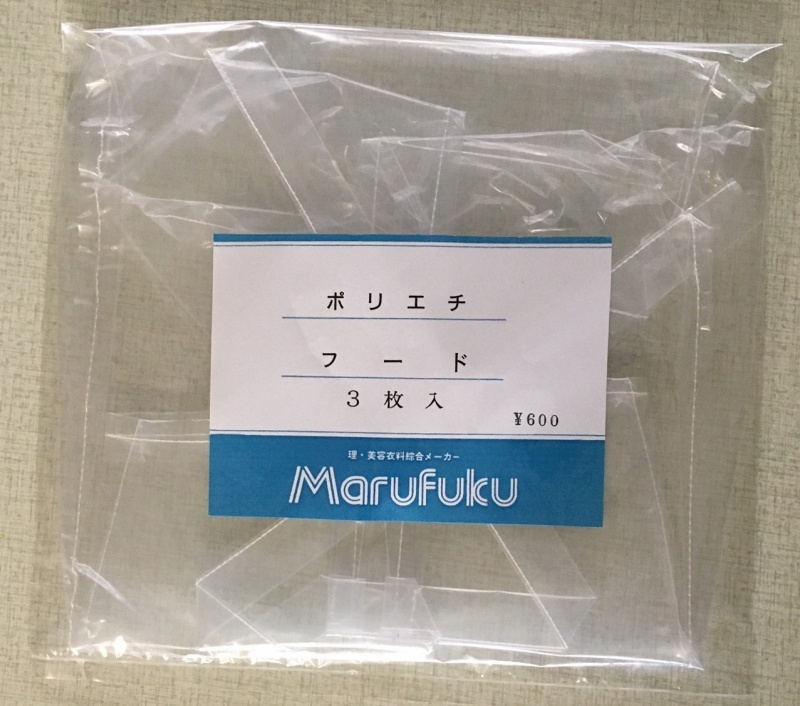 ポリエチ
フード
3枚入
¥600
理・美容衣料綜合メーカー
Marufuku